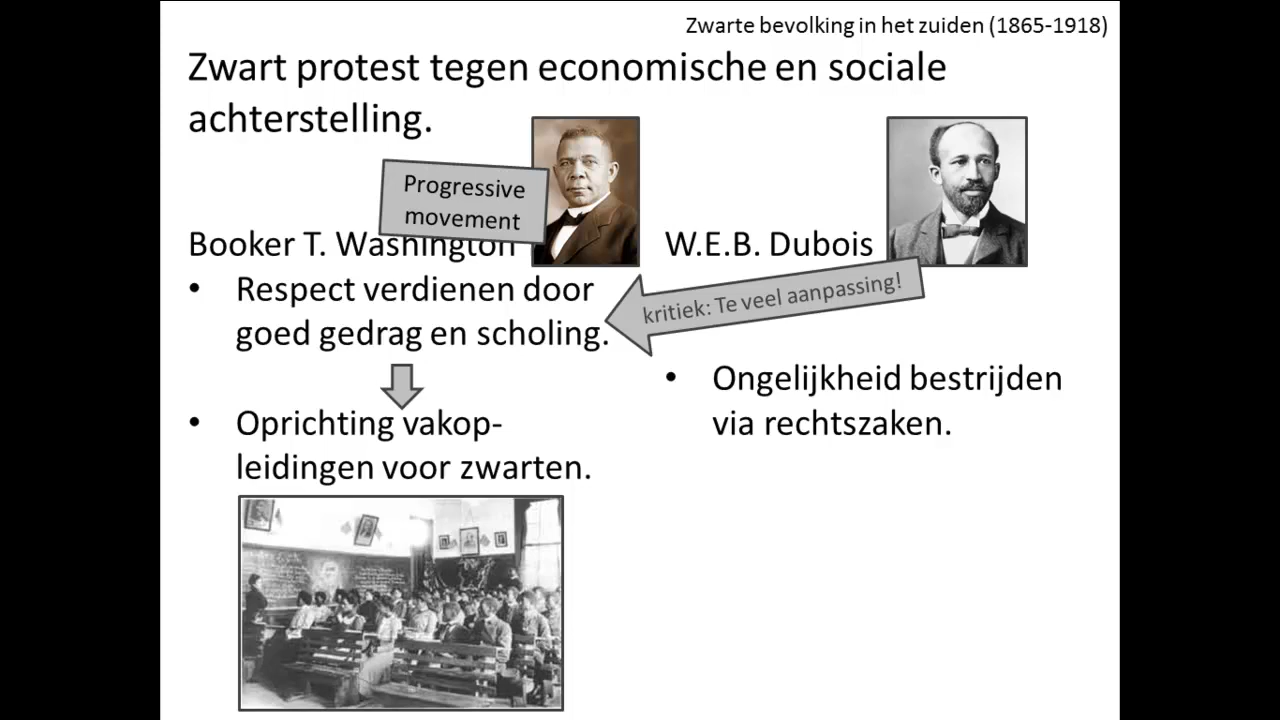 Zwarte bevolking in het zuiden (1865-1918)
Zwart protest tegen economische en sociale
achterstelling.
Progressive
movement
Booker T. Washington
Respect verdienen door
goed gedrag en scholing.
Oprichting vakop-
leidingen voor zwarten.
W.E.B. Dubois
kritiek: Te veel aanpassing!
Ongelijkheid bestrijden
via rechtszaken.